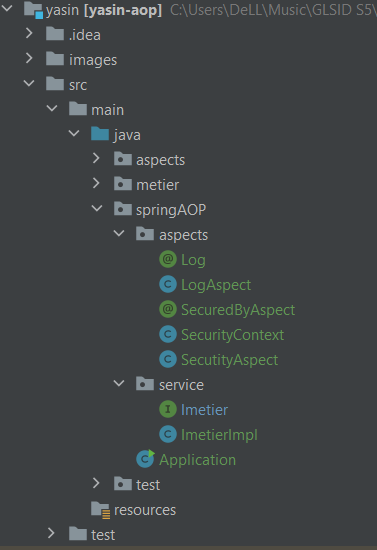 yasin [yasin-aop] C:\Users\DeLL\Music\GLSID S5\
.idea
images
src
main
java
aspects
metier
springAOP
aspects
@ Log
C LogAspect
@ SecuredByAspect
C SecurityContext
C SecutityAspect
service
I Imetier
C ImetierImpl
C Application
test
resources
test